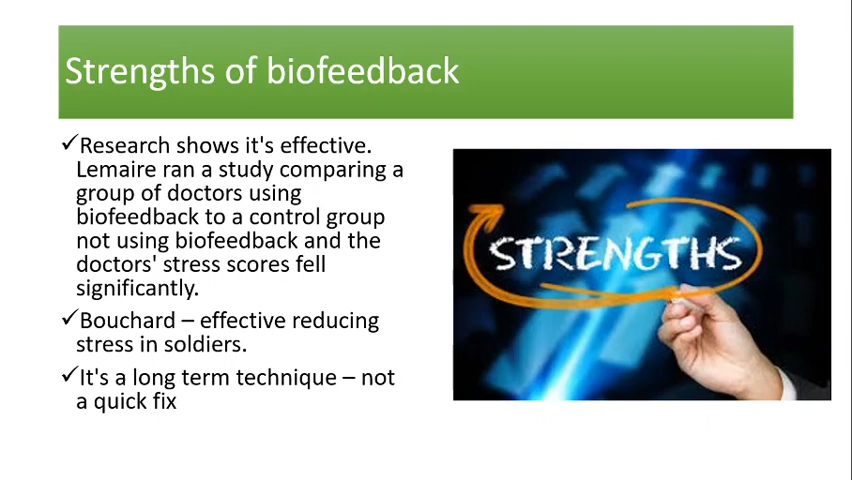 Strengths of biofeedback
✓Research shows it's effective.
Lemaire ran a study comparing a
group of doctors using
biofeedback to a control group
not using biofeedback and the
doctors' stress scores fell
significantly.
✓Bouchard – effective reducing
stress in soldiers.
✓It's a long term technique – not
a quick fix
STRENGTHS